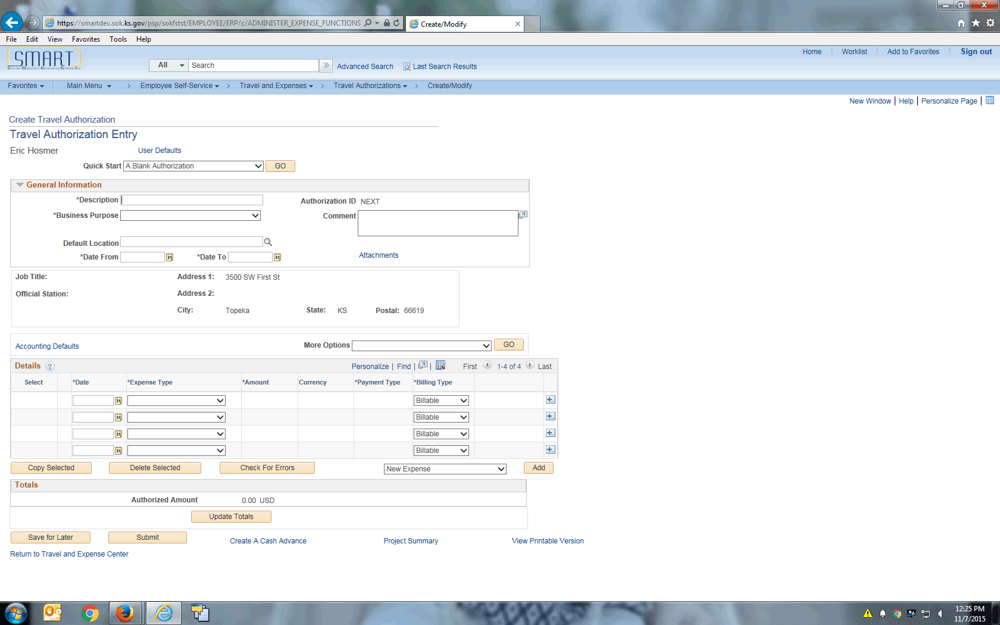 https://smartdev.sok.ks.gov/psp/sokfstst/EMPLOYEE/ERP/c/ADMINISTER_EXPENSE_FUNCTIONS
Create/Modify
File Edit View Favorites Tools Help
SMART
All Search Advanced Search Last Search Results
Home Worklist Add to Favorites Sign out
Favorites Main Menu > Employee Self-Service > Travel and Expenses > Travel Authorizations > Create/Modify
New Window | Help | Personalize Page |
Create Travel Authorization
Travel Authorization Entry
Eric Hosmer User Defaults
Quick Start A Blank Authorization GO
General Information
*Description Authorization ID NEXT
*Business Purpose Comment
Default Location
*Date From 31 *Date To 31 Attachments
Job Title: Address 1: 3500 SW First St
Official Station: Address 2:
City: Topeka State: KS Postal: 66619
Accounting Defaults More Options GO
Details ? Personalize | Find | | First 1-4 of 4 Last
Select *Date *Expense Type *Amount Currency *Payment Type *Billing Type
31 Billable
31 Billable
31 Billable
31 Billable
Copy Selected Delete Selected Check For Errors New Expense Add
Totals
Authorized Amount 0.00 USD
Update Totals
Save for Later Submit Create A Cash Advance Project Summary View Printable Version
Return to Travel and Expense Center
12:25 PM
11/7/2015